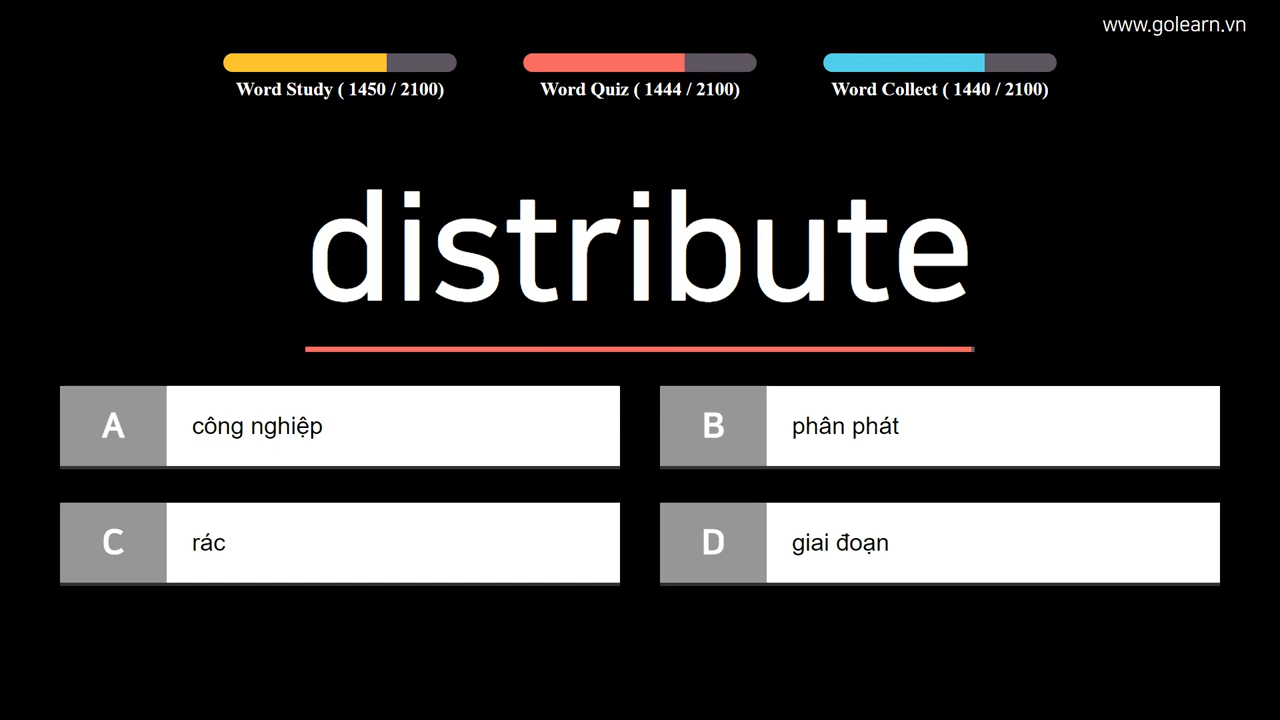 www.golearn.vn
Word Study ( 1450 / 2100)
Word Quiz ( 1444 / 2100)
Word Collect ( 1440 / 2100)
distribute
A công nghiệp
B phân phát
C rác
D giai đoạn